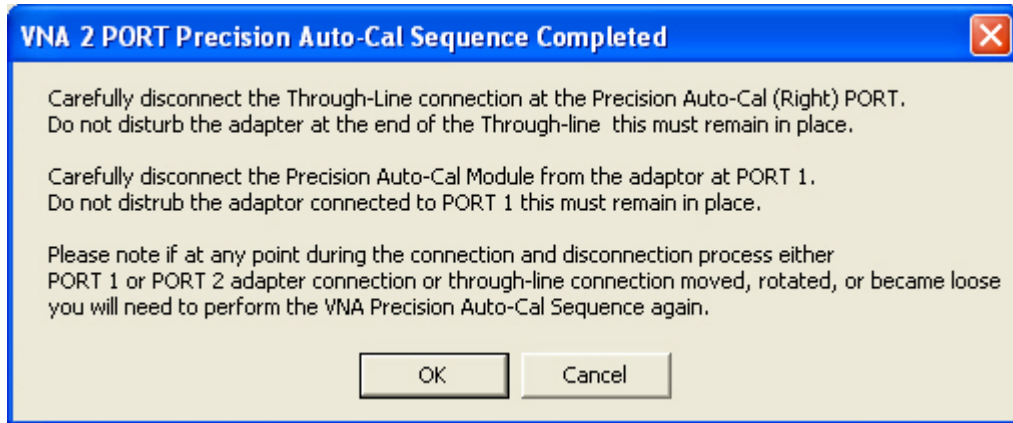 VNA 2 PORT Precision Auto-Cal Sequence Completed
Carefully disconnect the Through-Line connection at the Precision Auto-Cal (Right) PORT.
Do not disturb the adapter at the end of the Through-line  this must remain in place.
Carefully disconnect the Precision Auto-Cal Module from the adaptor at PORT 1.
Do not distrub the adaptor connected to PORT 1 this must remain in place.
Please note if at any point during the connection and disconnection process either
PORT 1 or PORT 2 adapter connection or through-line connection moved, rotated, or became loose
you will need to perform the VNA Precision Auto-Cal Sequence again.
OK
Cancel